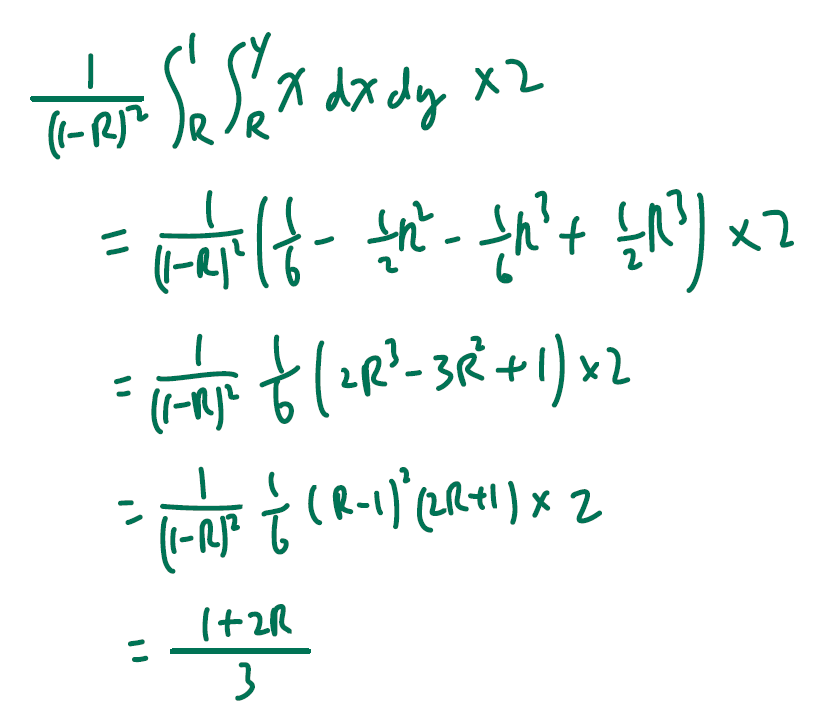 \frac{1}{(1-R)^2} \int_R^1 \int_R^y x \, dx \, dy \times 2
= \frac{1}{(1-R)^2} \left( \frac{1}{6} - \frac{1}{2}R^2 - \frac{1}{6}R^3 + \frac{1}{2}R^3 \right) \times 2
= \frac{1}{(1-R)^2} \frac{1}{6} (2R^3 - 3R^2 + 1) \times 2
= \frac{1}{(1-R)^2} \frac{1}{6} (R-1)^2 (2R+1) \times 2
= \frac{1+2R}{3}